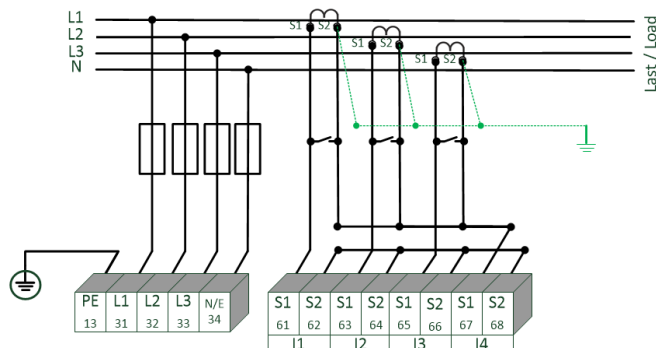 L1
L2
L3
N
S1 S2
S1 S2
S1 S2
Last / Load
PE L1 L2 L3 N/E
13 31 32 33 34
S1 S2 S1 S2 S1 S2 S1 S2
61 62 63 64 65 66 67 68
I1 I2 I3 I4